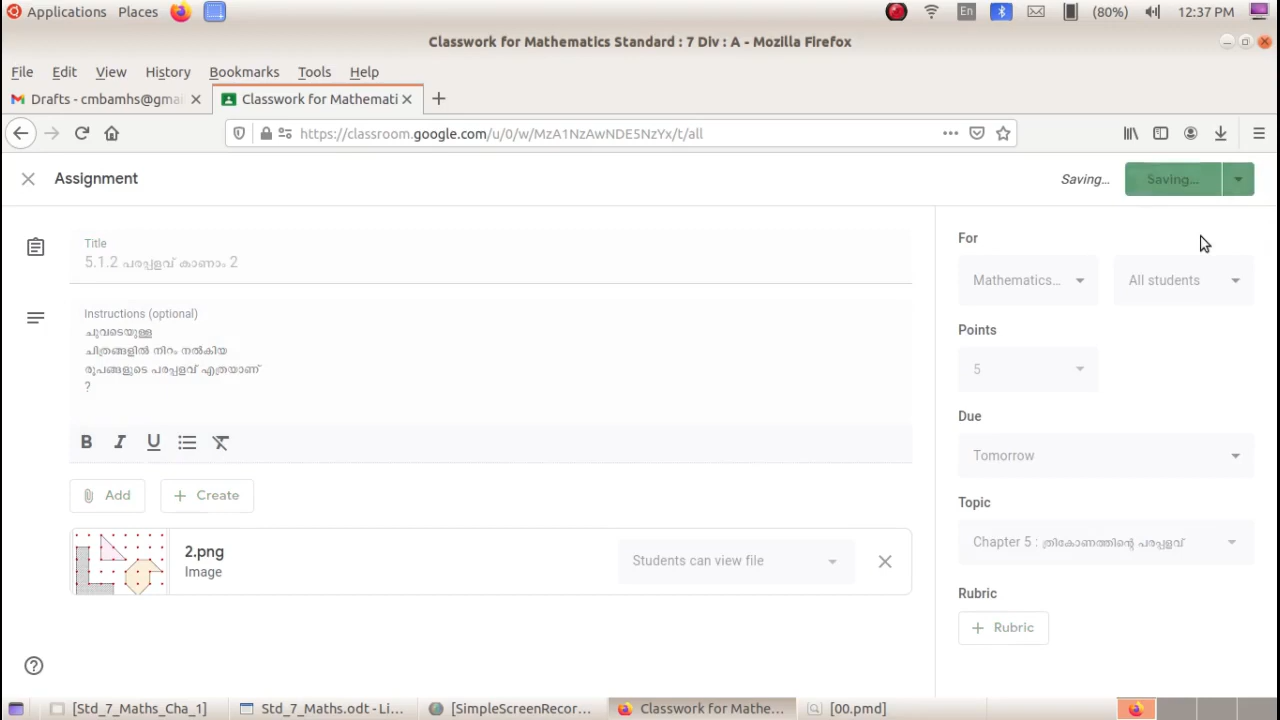 Applications Places En (80%) 12:37 PM
Classwork for Mathematics Standard : 7 Div : A - Mozilla Firefox
File Edit View History Bookmarks Tools Help
Drafts - cmbamhs@gmai Classwork for Mathemati
https://classroom.google.com/u/0/w/MzA1NzAwNDE5NzYx/t/all
Assignment Saving... Saving...
Title
5.1.2 പരപ്പളവ് കാണാം 2
Instructions (optional)
ചുവടെയുള്ള
ചിത്രങ്ങളിൽ നിറം നൽകിയ
രൂപങ്ങളുടെ പരപ്പളവ് എത്രയാണ്
?
B I U
Add Create
2.png
Image
Students can view file
For
Mathematics... All students
Points
5
Due
Tomorrow
Topic
Chapter 5 : ത്രികോണത്തിന്റെ പരപ്പളവ്
Rubric
Rubric
[Std_7_Maths_Cha_1] Std_7_Maths.odt - Li... [SimpleScreenRecor... Classwork for Mathe... [00.pmd]